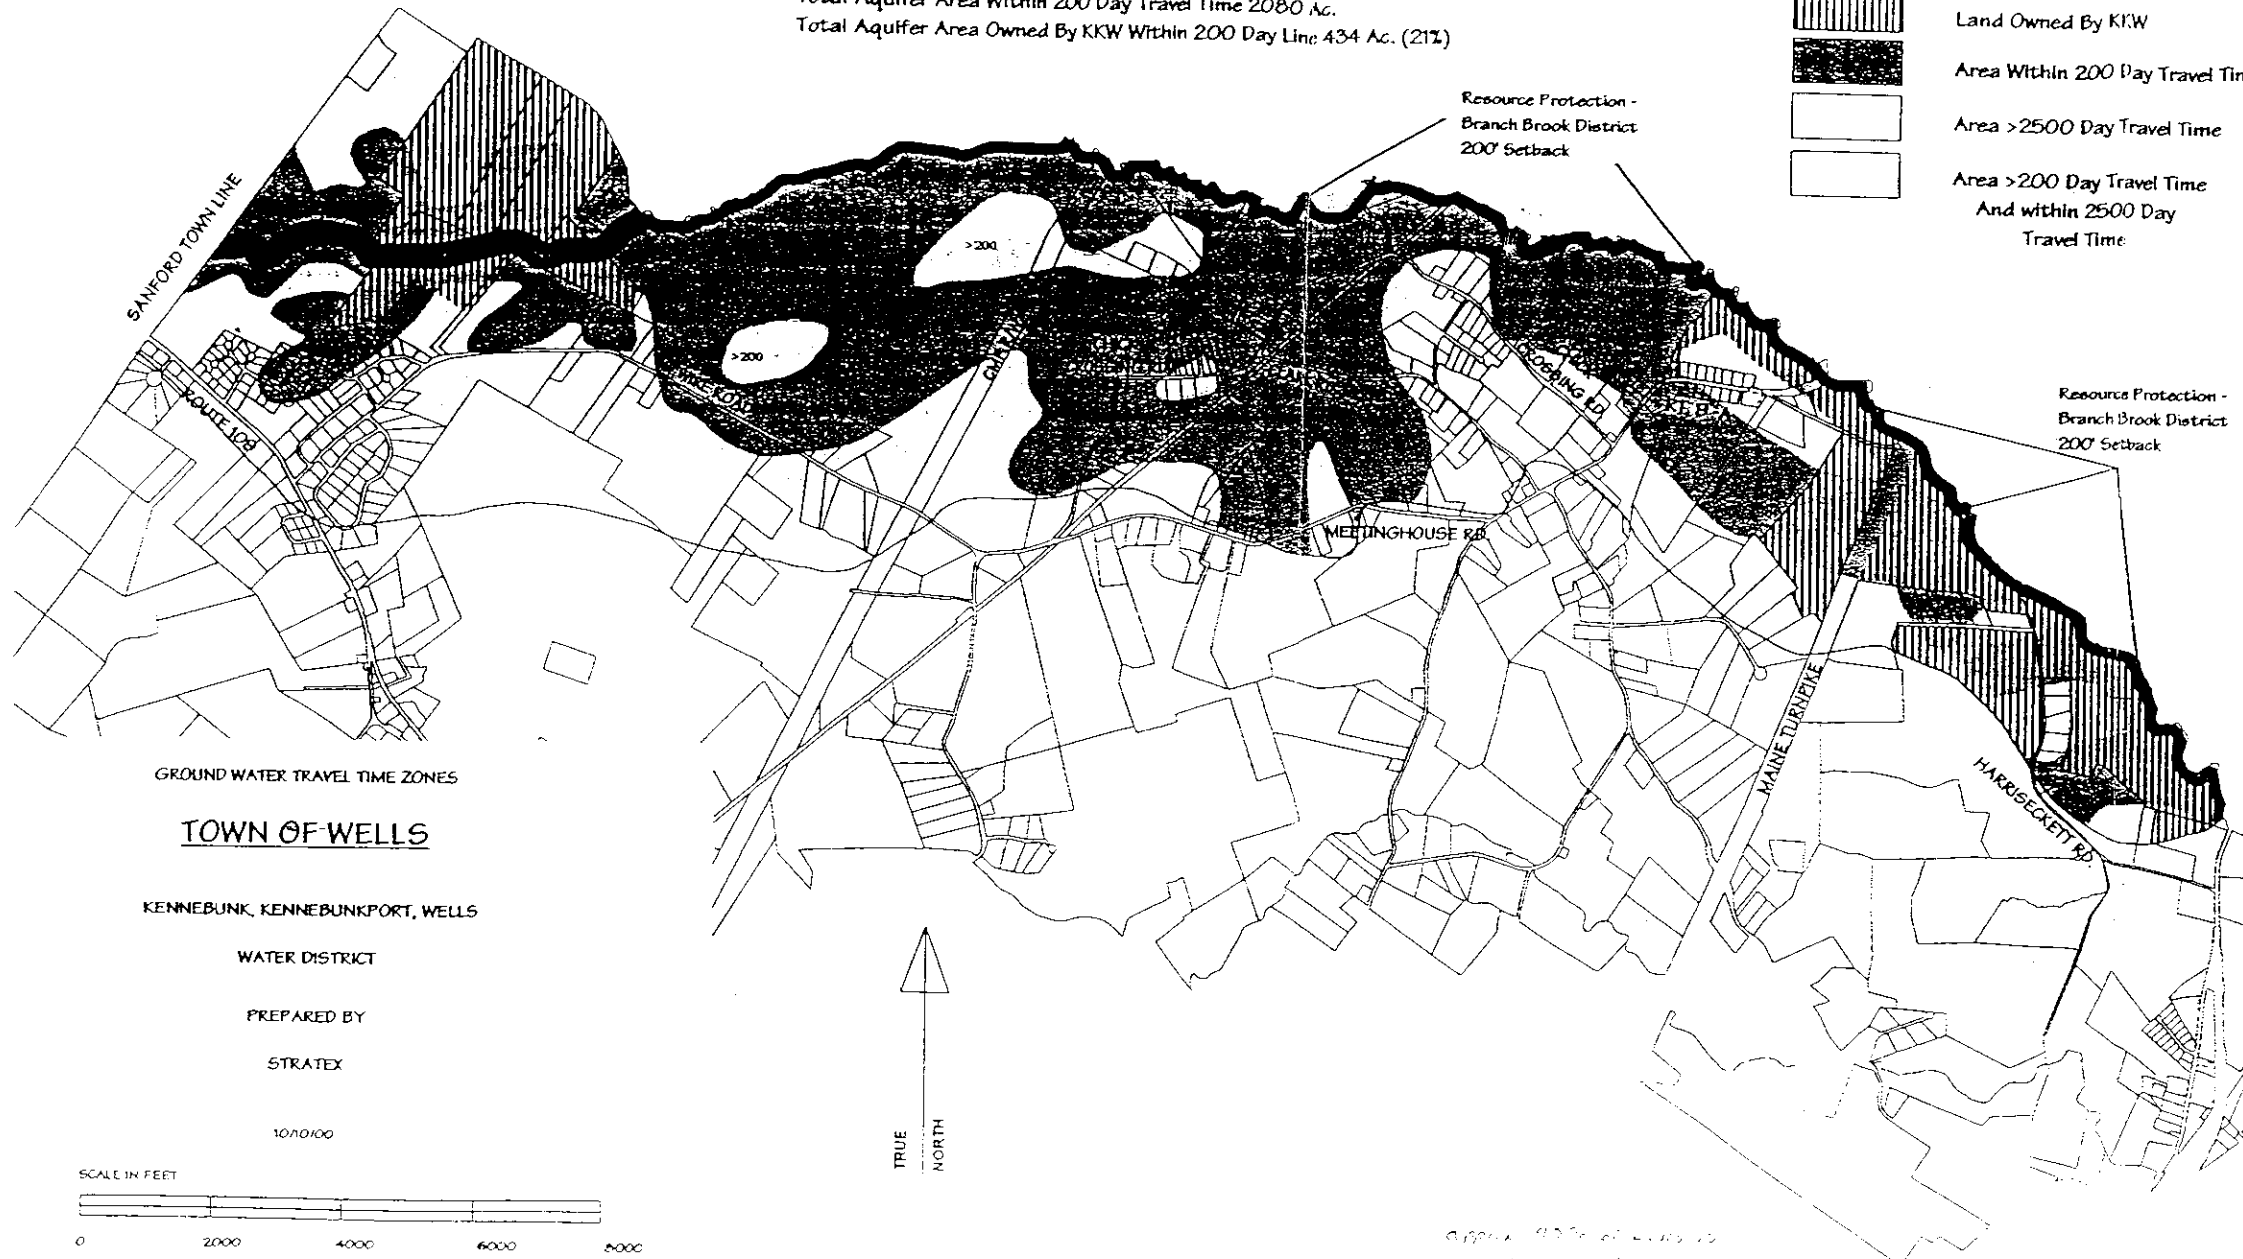 Total Aquifer Area Within 200 Day Travel Time 2080 Ac.
Total Aquifer Area Owned By KKW Within 200 Day Line 434 Ac. (21%)
Land Owned By KKW
Area Within 200 Day Travel
Area >2500 Day Travel Time
Area >200 Day Travel Time
And within 2500 Day
Travel Time
Resource Protection -
Branch Brook District
200' Setback
Resource Protection -
Branch Brook District
200' Setback
SANFORD TOWN LINE
ROUTE 109
>200
>200
CROSSING RD.
MEETINGHOUSE RD.
MAINE TURNPIKE
HARRISECKETT RD.
GROUND WATER TRAVEL TIME ZONES
TOWN OF WELLS
KENNEBUNK, KENNEBUNKPORT, WELLS
WATER DISTRICT
PREPARED BY
STRATEX
10/10/00
TRUE
NORTH
SCALE IN FEET
0 2000 4000 6000 8000